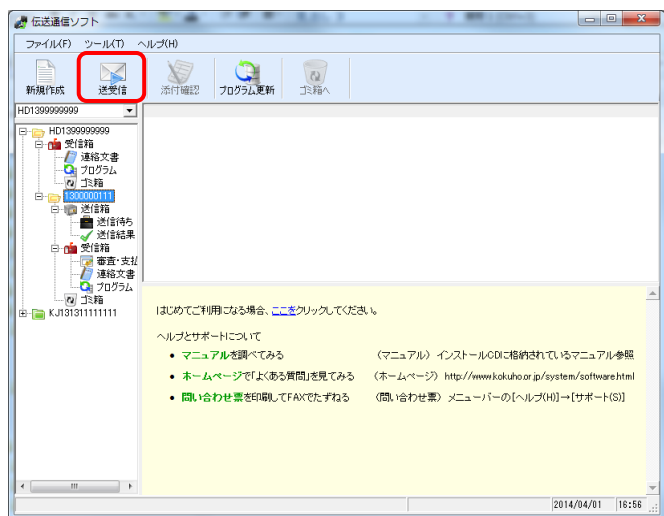 伝送通信ソフト
ファイル(F) ツール(T) ヘルプ(H)
新規作成 送受信 添付確認 プログラム更新 ゴミ箱へ
HD1399999999
HD1399999999
受信箱
連絡文書
プログラム
ゴミ箱
1300000111
送信箱
送信待ち
送信結果
受信箱
審査・支払
連絡文書
プログラム
ゴミ箱
KJ131311111111
はじめてご利用になる場合、ここをクリックしてください。
ヘルプとサポートについて
• マニュアルを調べてみる (マニュアル) インストールCDに格納されているマニュアル参照
• ホームページで「よくある質問」を見てみる (ホームページ) http://www.kokuho.or.jp/system/software.html
• 問い合わせ票を印刷してFAXでたずねる (問い合わせ票) メニューバーの[ヘルプ(H)]→[サポート(S)]
2014/04/01 16:56